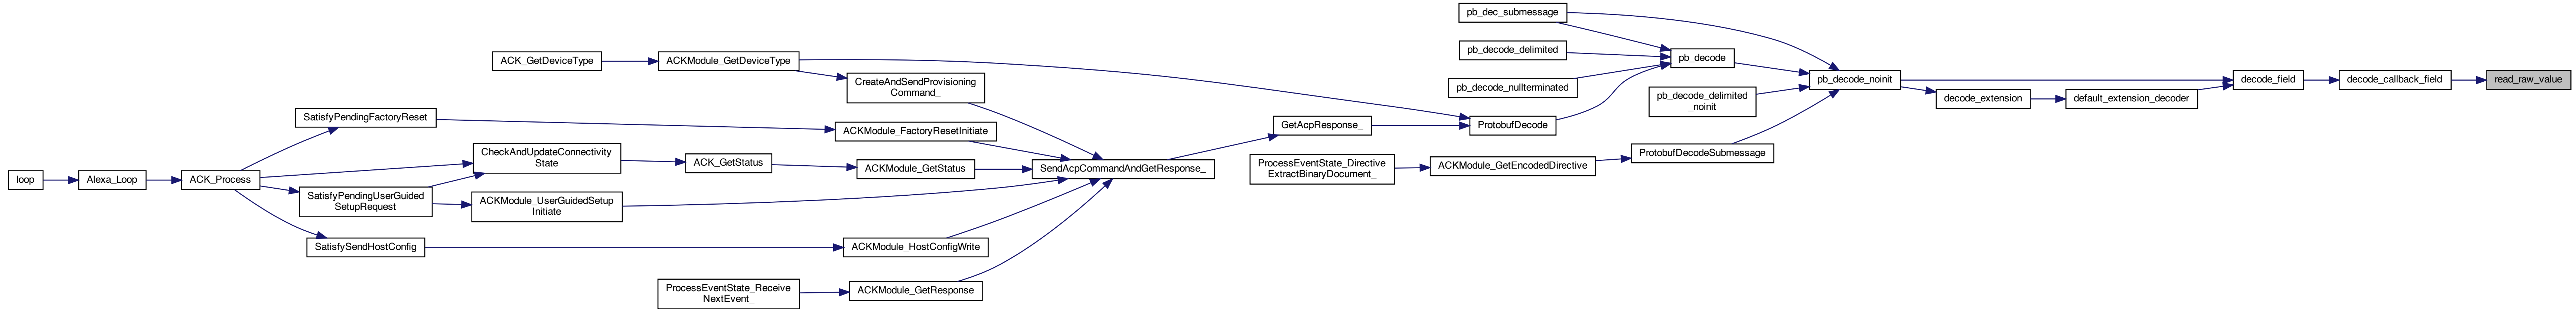 loop
Alexa_Loop
ACK_Process
SatisfyPendingFactoryReset
CheckAndUpdateConnectivity
State
SatisfyPendingUserGuided
SetupRequest
SatisfySendHostConfig
ACK_GetDeviceType
ACKModule_GetDeviceType
CreateAndSendProvisioning
Command_
ACKModule_FactoryResetInitiate
ACK_GetStatus
ACKModule_GetStatus
ACKModule_UserGuidedSetup
Initiate
ACKModule_HostConfigWrite
ProcessEventState_Receive
NextEvent_
ACKModule_GetResponse
SendAcpCommandAndGetResponse_
GetAcpResponse_
ProcessEventState_Directive
ExtractBinaryDocument_
ACKModule_GetEncodedDirective
pb_dec_submessage
pb_decode_delimited
pb_decode_nullterminated
ProtobufDecode
pb_decode
pb_decode_delimited
_noinit
ProtobufDecodeSubmessage
pb_decode_noinit
decode_extension
default_extension_decoder
decode_field
decode_callback_field
read_raw_value